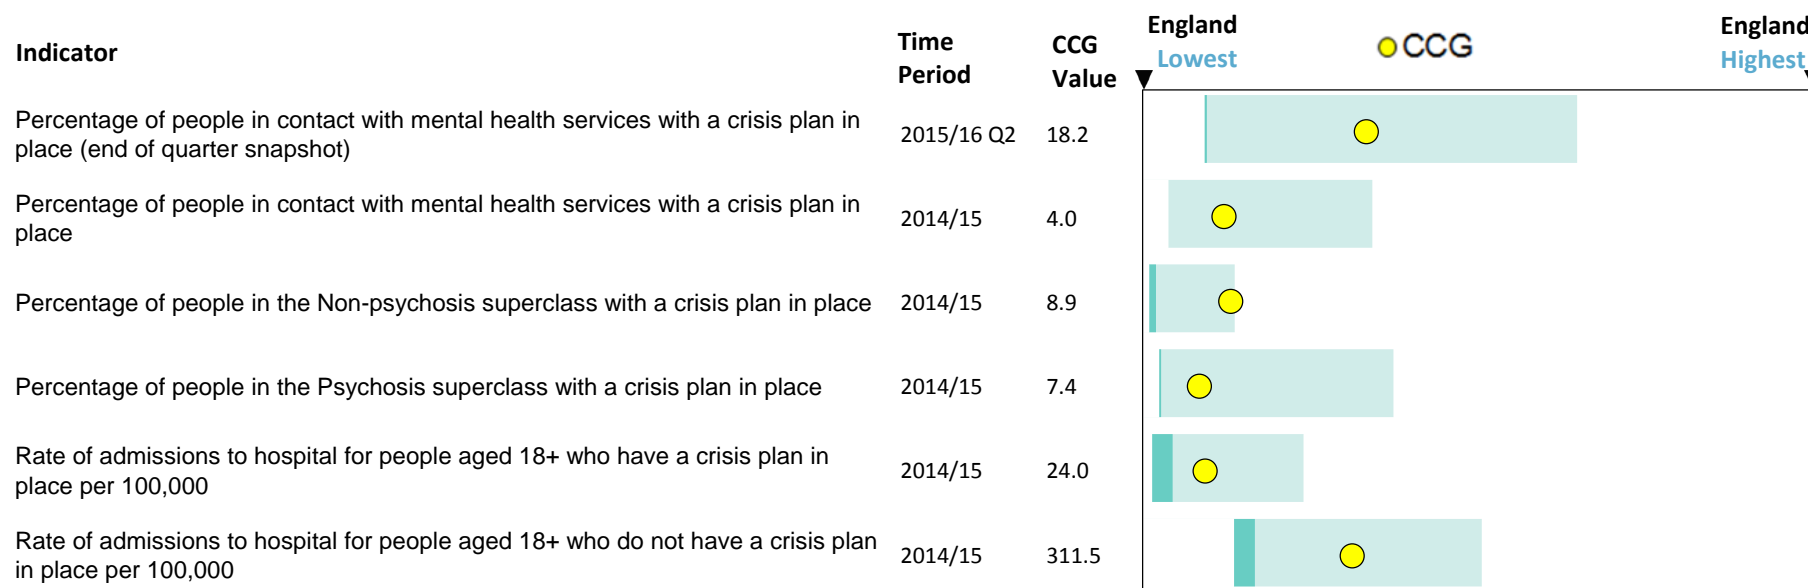 Indicator
Time
Period
CCG
Value
England
Lowest
CCG
England
Highest
Percentage of people in contact with mental health services with a crisis plan in
place (end of quarter snapshot)
2015/16 Q2
18.2
Percentage of people in contact with mental health services with a crisis plan in
place
2014/15
4.0
Percentage of people in the Non-psychosis superclass with a crisis plan in place
2014/15
8.9
Percentage of people in the Psychosis superclass with a crisis plan in place
2014/15
7.4
Rate of admissions to hospital for people aged 18+ who have a crisis plan in
place per 100,000
2014/15
24.0
Rate of admissions to hospital for people aged 18+ who do not have a crisis plan
in place per 100,000
2014/15
311.5